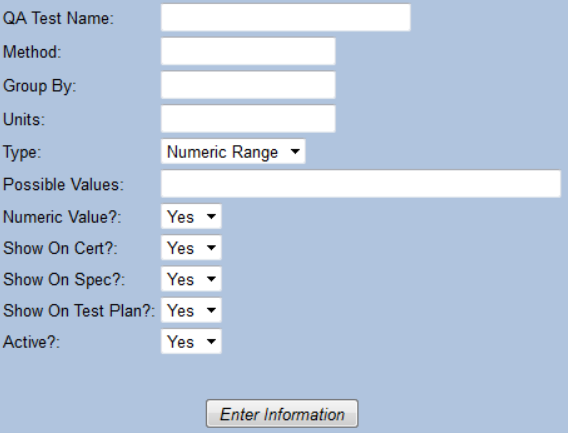 QA Test Name:
Method:
Group By:
Units:
Type: Numeric Range
Possible Values:
Numeric Value?: Yes
Show On Cert?: Yes
Show On Spec?: Yes
Show On Test Plan?: Yes
Active?: Yes
Enter Information